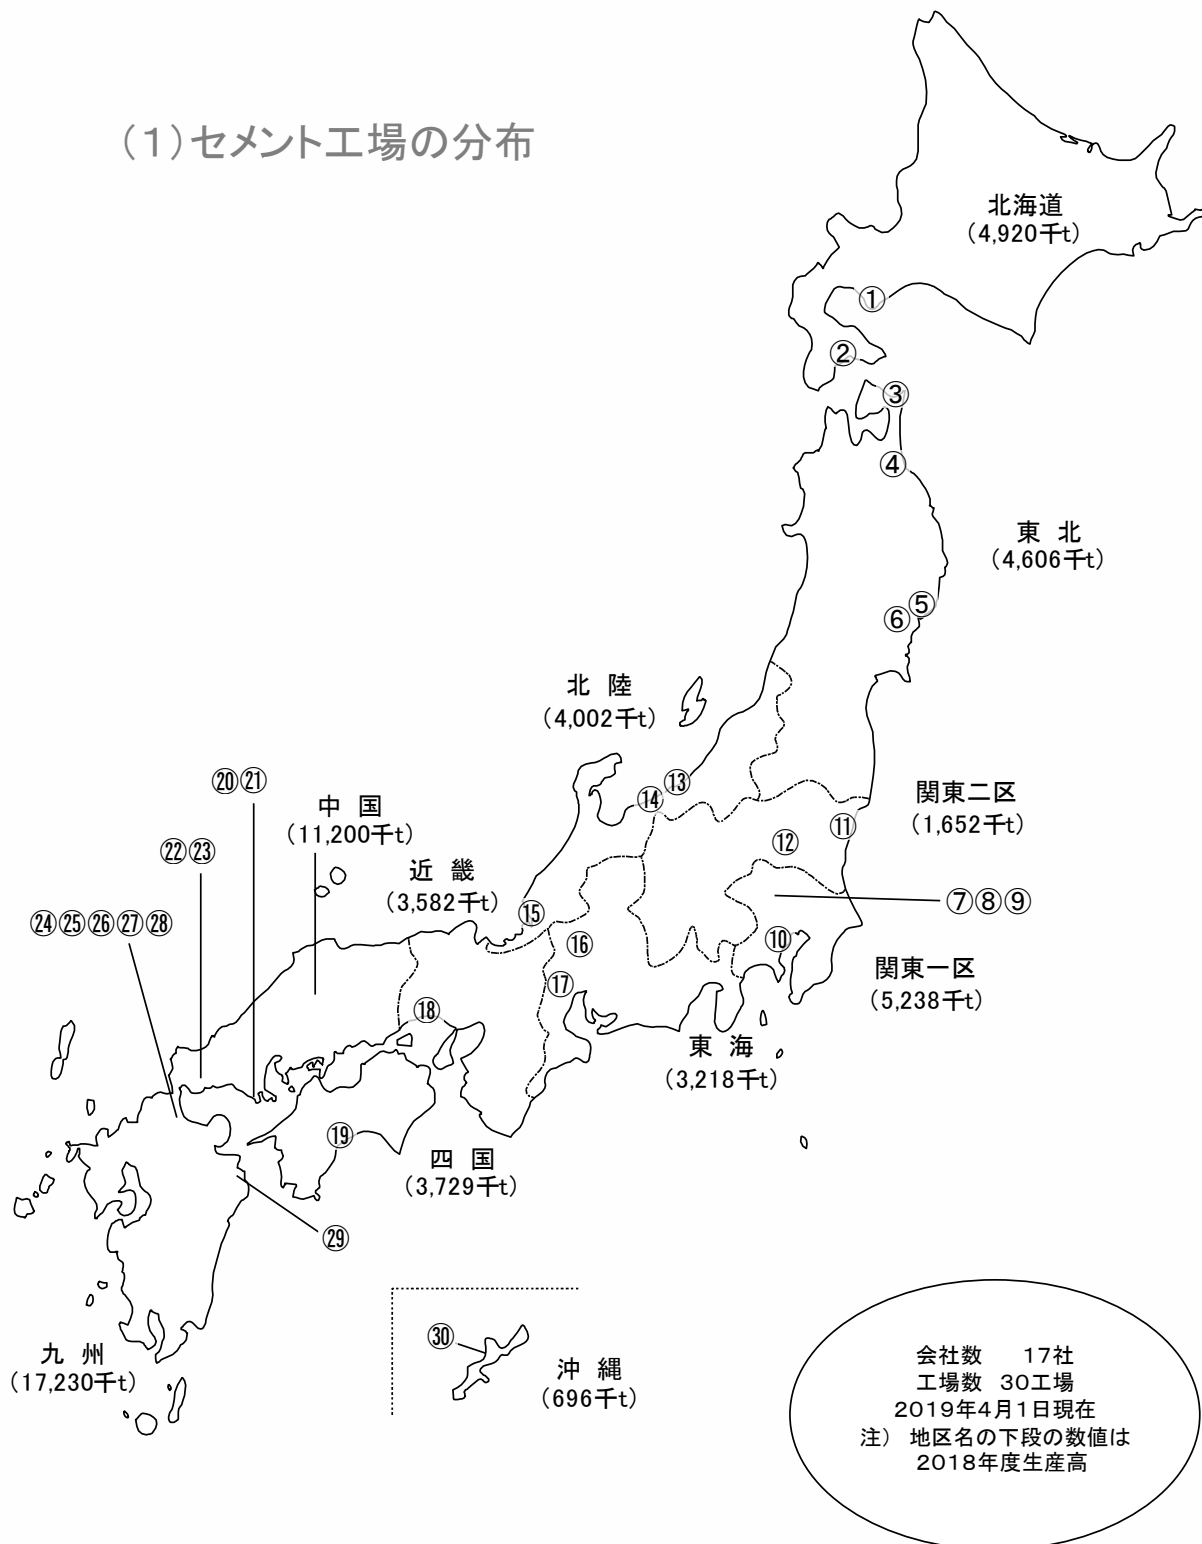 (1)セメント工場の分布
北海道
(4,920千t)
①
②
③
④
東 北
(4,606千t)
⑤
⑥
北 陸
(4,002千t)
⑬
⑭
⑳㉑
中 国
(11,200千t)
関東二区
(1,652千t)
⑪
⑫
㉒㉓
近 畿
(3,582千t)
⑦⑧⑨
㉔㉕㉖㉗㉘
⑮
⑯
⑩
関東一区
(5,238千t)
⑰
⑱
東 海
(3,218千t)
⑲
四 国
(3,729千t)
㉙
九 州
(17,230千t)
㉚
沖 縄
(696千t)
会社数 17社
工場数 30工場
2019年4月1日現在
注) 地区名の下段の数値は
2018年度生産高